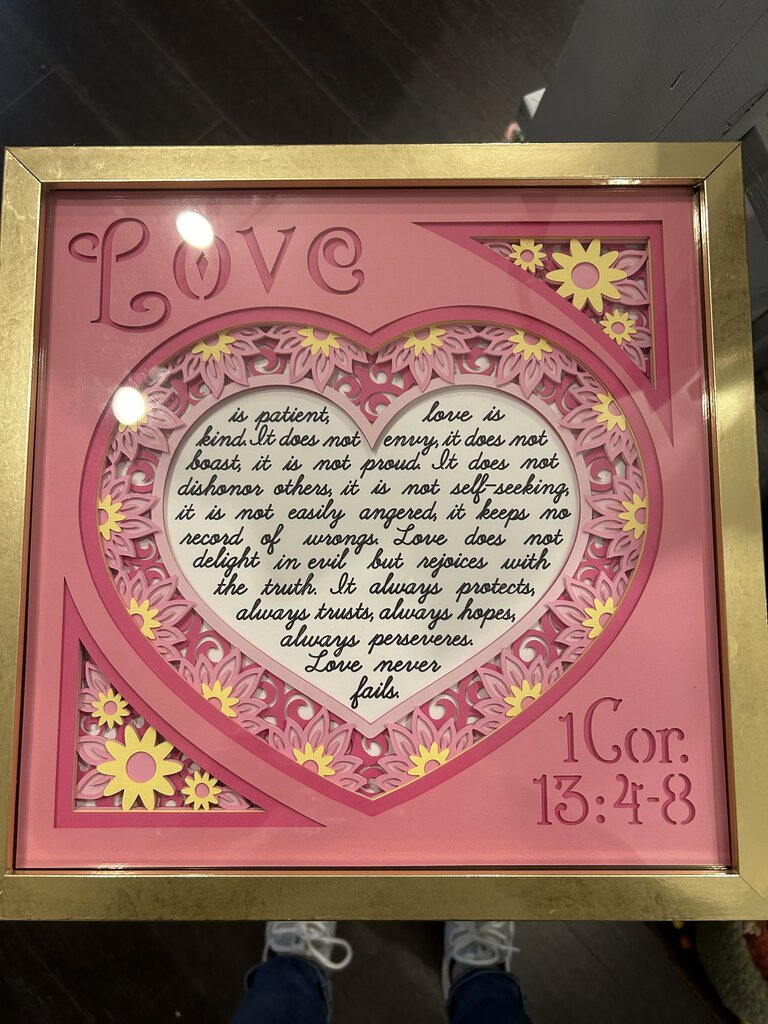 Love
is patient, love is
kind. It does not envy, it does not
boast, it is not proud. It does not
dishonor others, it is not self-seeking,
it is not easily angered, it keeps no
record of wrongs. Love does not
delight in evil but rejoices with
the truth. It always protects,
always trusts, always hopes,
always perseveres.
Love never
fails.
1Cor.
13:4-8